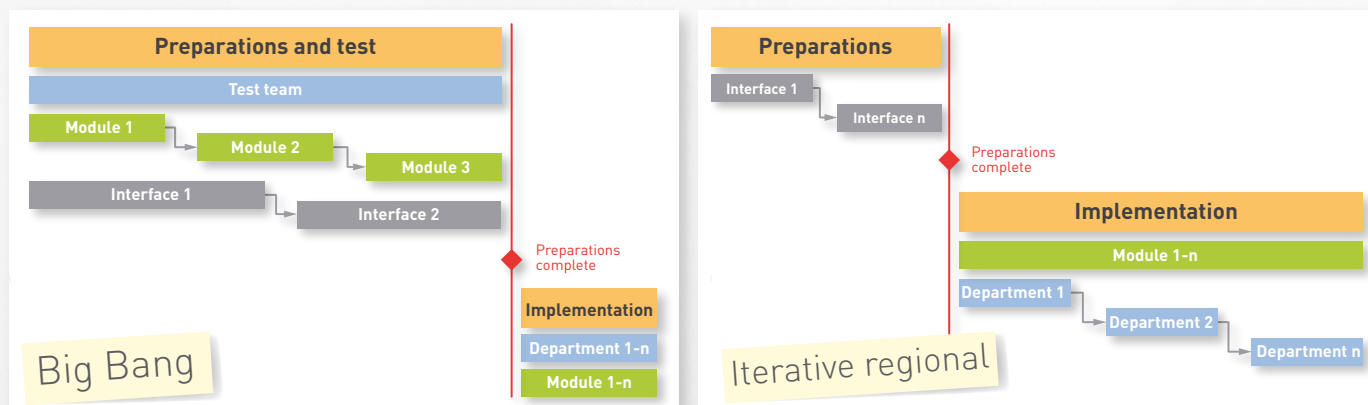 Preparations and test
Test team
Module 1
Module 2
Module 3
Interface 1
Interface 2
Preparations
complete
Implementation
Department 1-n
Module 1-n
Big Bang
Preparations
Interface 1
Interface n
Preparations
complete
Implementation
Module 1-n
Department 1
Department 2
Department n
Iterative regional